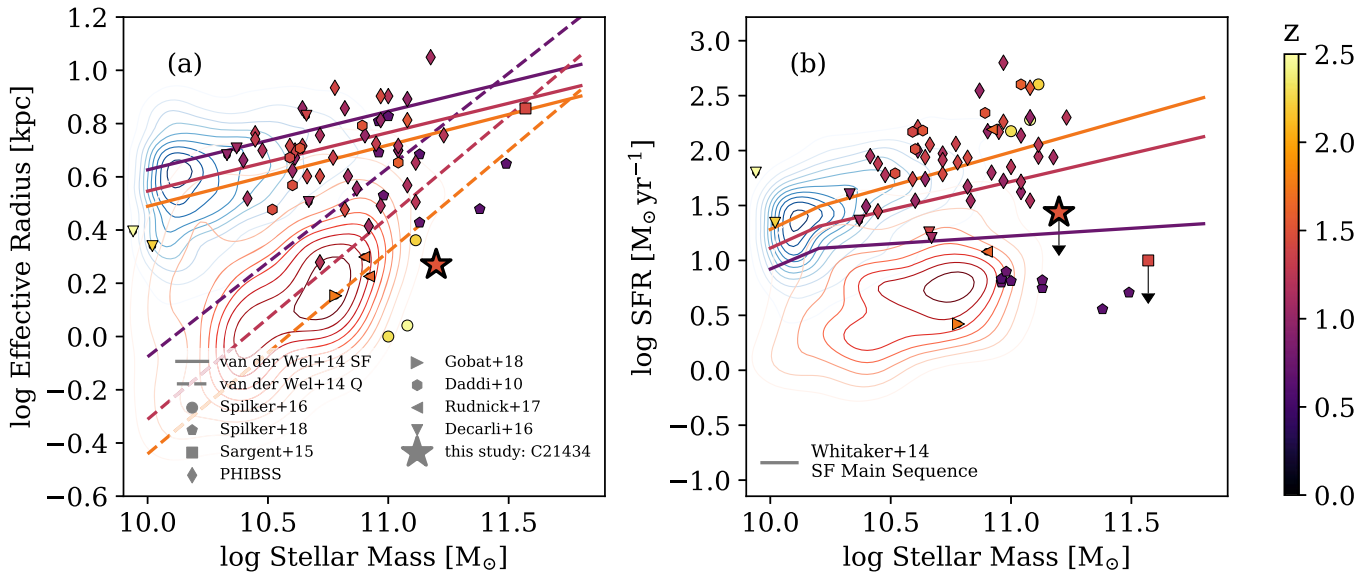 (a)
log Effective Radius [kpc]
1.2
1.0
0.8
0.6
0.4
0.2
0.0
−0.2
−0.4
−0.6
van der Wel+14 SF
van der Wel+14 Q
Spilker+16
Spilker+18
Sargent+15
PHIBSS
Gobat+18
Daddi+10
Rudnick+17
Decarli+16
this study: C21434
10.0 10.5 11.0 11.5
log Stellar Mass [M⊙]
(b)
log SFR [M⊙ yr⁻¹]
3.0
2.5
2.0
1.5
1.0
0.5
0.0
−0.5
−1.0
Whitaker+14
SF Main Sequence
10.0 10.5 11.0 11.5
log Stellar Mass [M⊙]
z
2.5
2.0
1.5
1.0
0.5
0.0